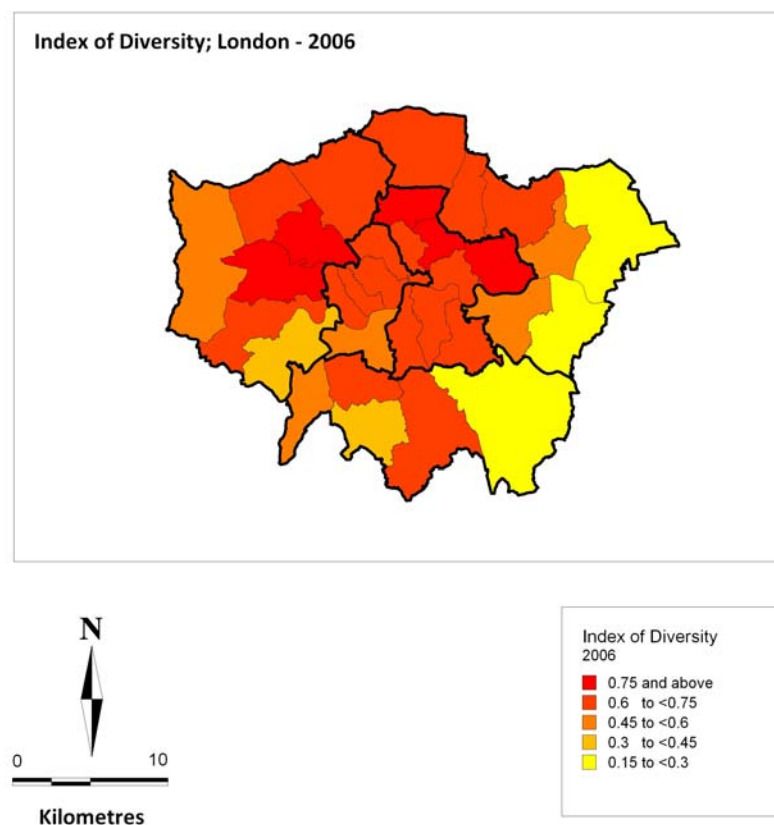 Index of Diversity; London - 2006
N
0 10
Kilometres
Index of Diversity
2006
0.75 and above
0.6 to <0.75
0.45 to <0.6
0.3 to <0.45
0.15 to <0.3